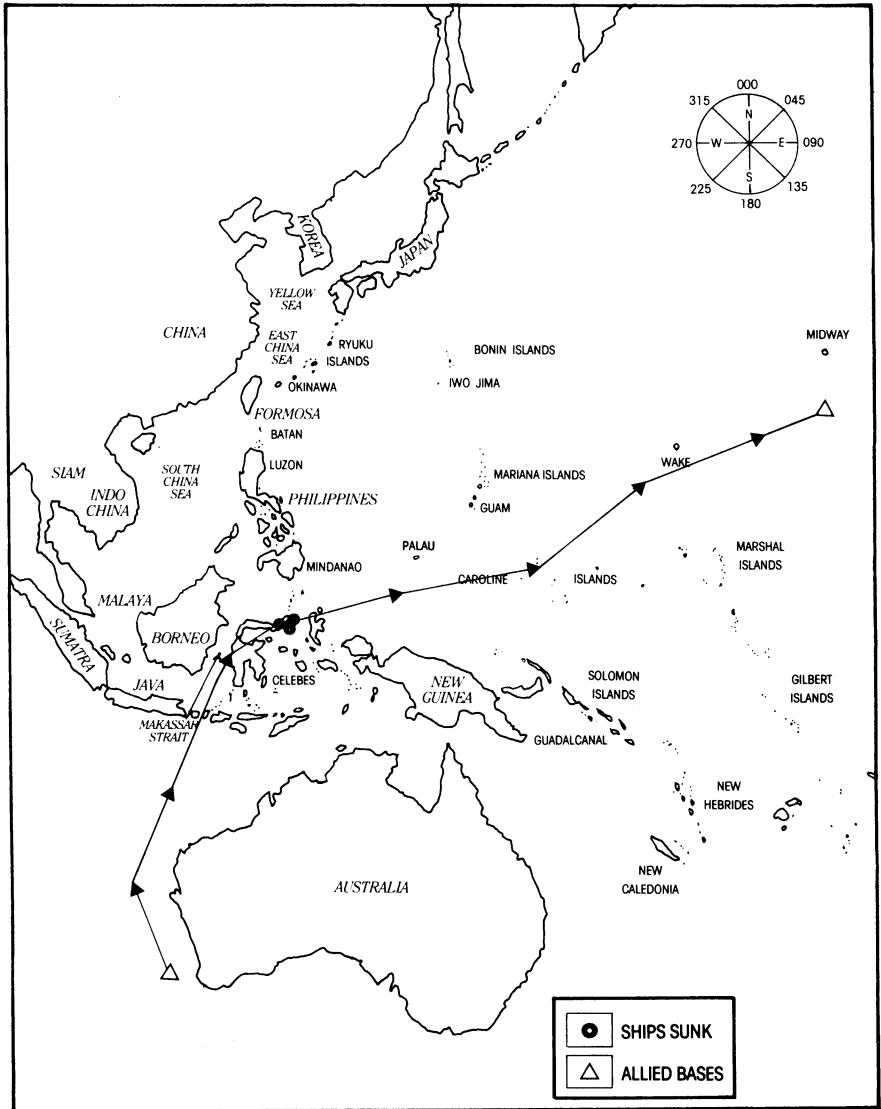 000
315
045
N
270
W
E
090
S
225
135
180
KOREA
JAPAN
YELLOW
SEA
CHINA
EAST
CHINA
SEA
RYUKU
ISLANDS
BONIN ISLANDS
MIDWAY
OKINAWA
IWO JIMA
FORMOSA
BATAN
LUZON
SIAM
SOUTH
CHINA
SEA
INDO
CHINA
WAKE
MARIANA ISLANDS
PHILIPPINES
GUAM
PALAU
MINDANAO
CAROLINE
ISLANDS
MARSHAL
ISLANDS
MALAYA
SUMATRA
BORNEO
CELEBES
JAVA
NEW
GUINEA
SOLOMON
ISLANDS
GILBERT
ISLANDS
MAKASSAR
STRAIT
GUADALCANAL
NEW
HEBRIDES
NEW
CALEDONIA
AUSTRALIA
SHIPS SUNK
ALLIED BASES